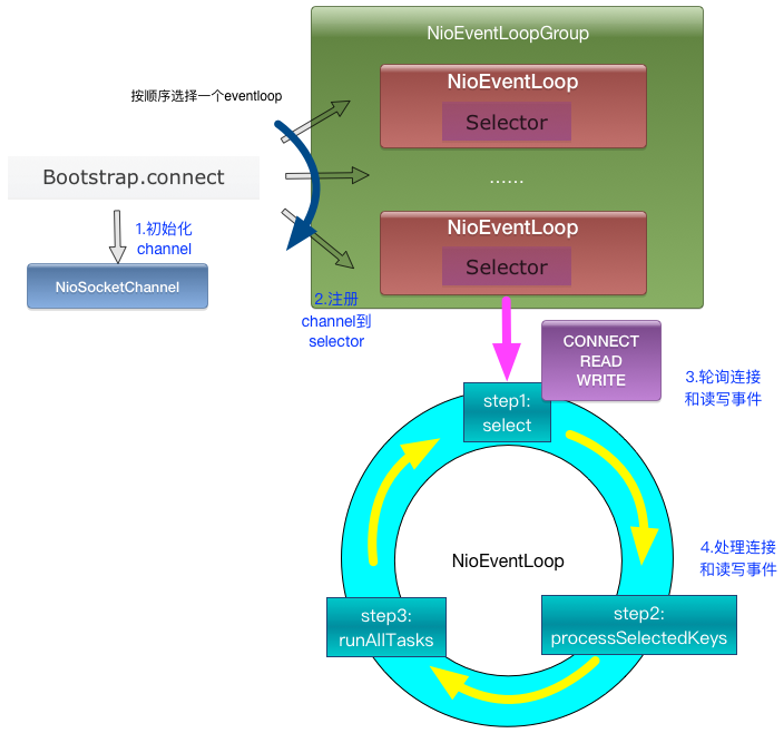 NioEventLoopGroup
NioEventLoop
Selector
按顺序选择一个eventloop
......
Bootstrap.connect
NioEventLoop
Selector
1.初始化
channel
NioSocketChannel
2.注册
channel到
selector
CONNECT
READ
WRITE
3.轮询连接
和读写事件
step1:
select
NioEventLoop
4.处理连接
和读写事件
step3:
runAllTasks
step2:
processSelectedKeys